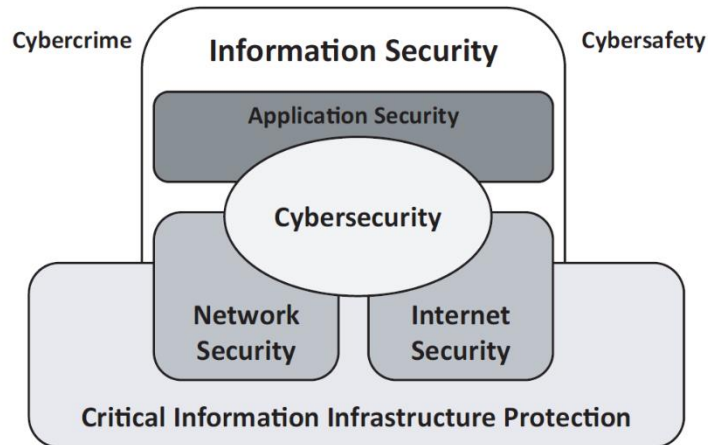 Cybercrime
Information Security
Cybersafety
Application Security
Cybersecurity
Network
Security
Internet
Security
Critical Information Infrastructure Protection